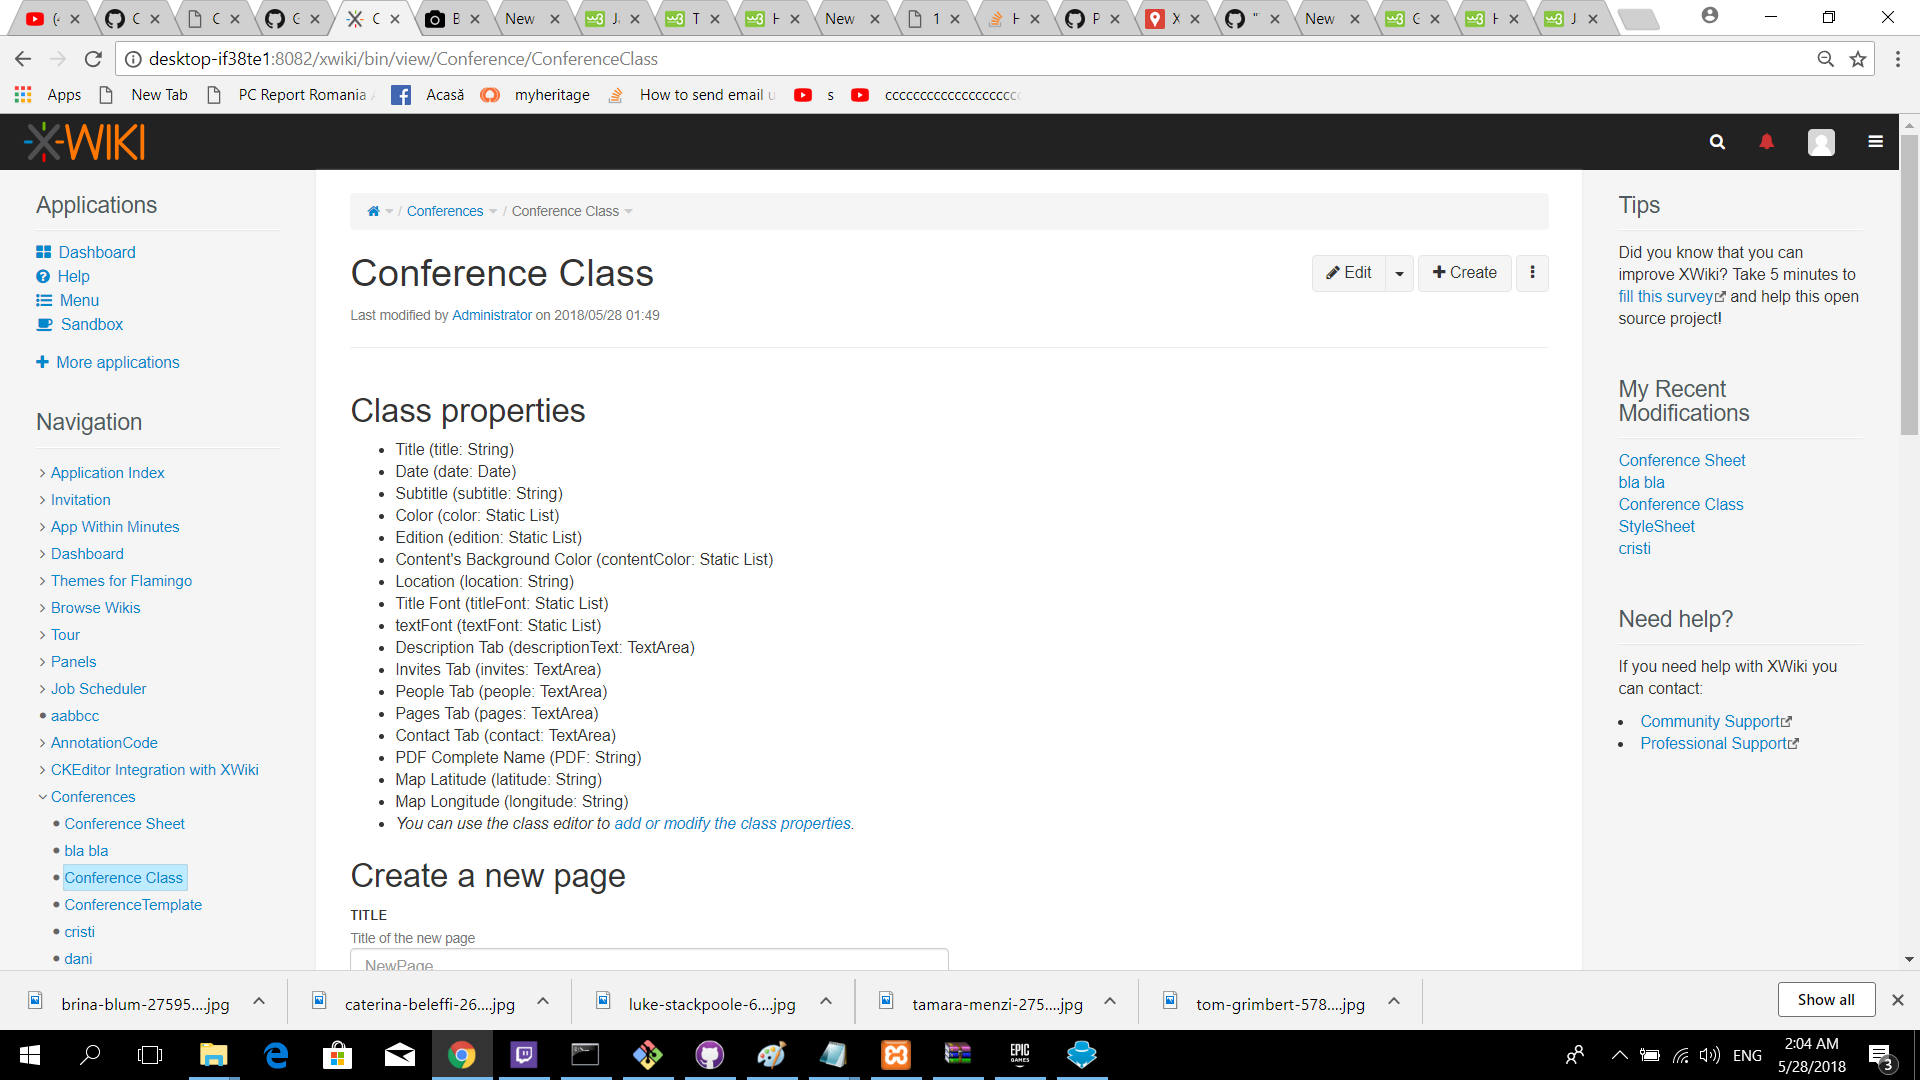 New
New
New
desktop-if38te1:8082/xwiki/bin/view/Conference/ConferenceClass
Apps New Tab PC Report Romania Acasă myheritage How to send email u s cccccccccccccccccccc
X-WIKI
Applications
Dashboard
Help
Menu
Sandbox
More applications
Navigation
Application Index
Invitation
App Within Minutes
Dashboard
Themes for Flamingo
Browse Wikis
Tour
Panels
Job Scheduler
aabbcc
AnnotationCode
CKEditor Integration with XWiki
Conferences
Conference Sheet
bla bla
Conference Class
ConferenceTemplate
cristi
dani
/ Conferences / Conference Class
Conference Class
Edit
Create
Last modified by Administrator on 2018/05/28 01:49
Class properties
Title (title: String)
Date (date: Date)
Subtitle (subtitle: String)
Color (color: Static List)
Edition (edition: Static List)
Content's Background Color (contentColor: Static List)
Location (location: String)
Title Font (titleFont: Static List)
textFont (textFont: Static List)
Description Tab (descriptionText: TextArea)
Invites Tab (invites: TextArea)
People Tab (people: TextArea)
Pages Tab (pages: TextArea)
Contact Tab (contact: TextArea)
PDF Complete Name (PDF: String)
Map Latitude (latitude: String)
Map Longitude (longitude: String)
You can use the class editor to add or modify the class properties.
Create a new page
TITLE
Title of the new page
NewPage
Tips
Did you know that you can
improve XWiki? Take 5 minutes to
fill this survey and help this open
source project!
My Recent
Modifications
Conference Sheet
bla bla
Conference Class
StyleSheet
cristi
Need help?
If you need help with XWiki you
can contact:
Community Support
Professional Support
brina-blum-27595....jpg
caterina-beleffi-26....jpg
luke-stackpoole-6....jpg
tamara-menzi-275....jpg
tom-grimbert-578....jpg
Show all
EPIC
GAMES
ENG
2:04 AM
5/28/2018
3